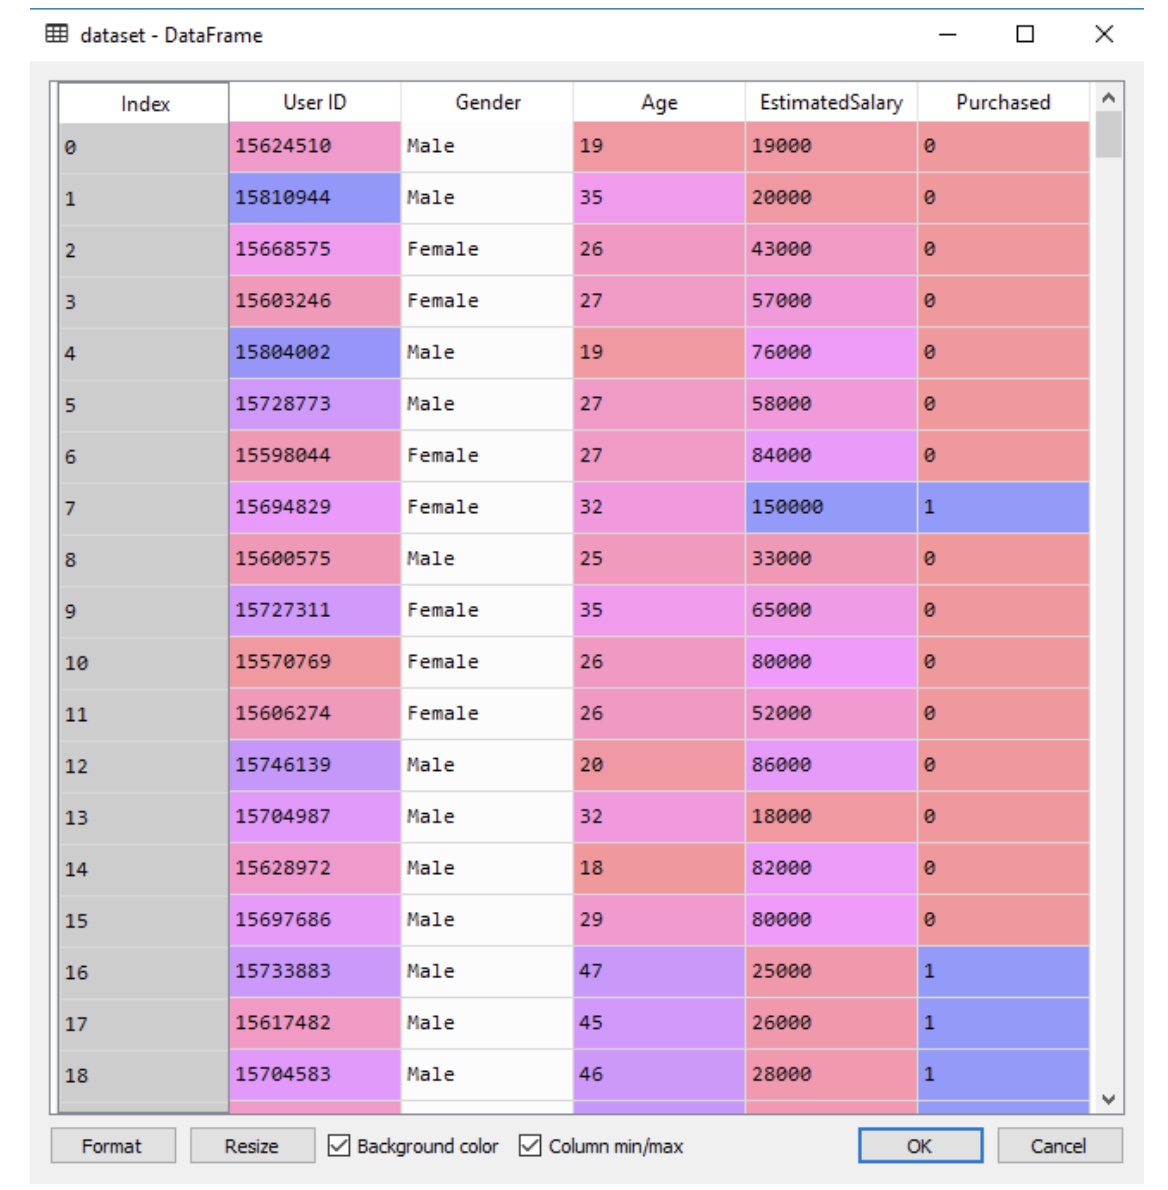 dataset - DataFrame
Index User ID Gender Age EstimatedSalary Purchased
0 15624510 Male 19 19000 0
1 15810944 Male 35 20000 0
2 15668575 Female 26 43000 0
3 15603246 Female 27 57000 0
4 15804002 Male 19 76000 0
5 15728773 Male 27 58000 0
6 15598044 Female 27 84000 0
7 15694829 Female 32 150000 1
8 15600575 Male 25 33000 0
9 15727311 Female 35 65000 0
10 15570769 Female 26 80000 0
11 15606274 Female 26 52000 0
12 15746139 Male 20 86000 0
13 15704987 Male 32 18000 0
14 15628972 Male 18 82000 0
15 15697686 Male 29 80000 0
16 15733883 Male 47 25000 1
17 15617482 Male 45 26000 1
18 15704583 Male 46 28000 1
Format Resize Background color Column min/max OK Cancel